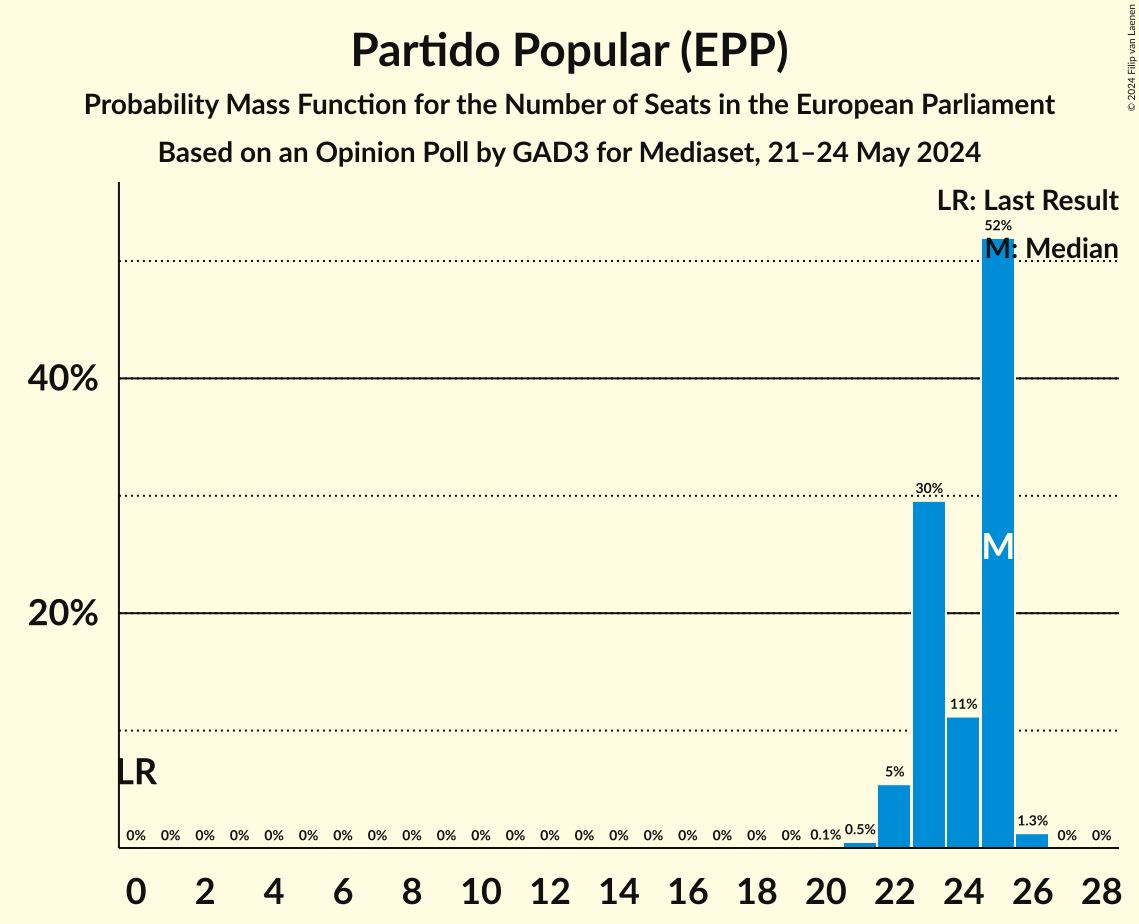 Partido Popular (EPP)
Probability Mass Function for the Number of Seats in the European Parliament
Based on an Opinion Poll by GAD3 for Mediaset, 21–24 May 2024
© 2024 Filip van Laenen
LR: Last Result
M: Median
52%
40%
30%
M
20%
11%
LR
5%
0% 0% 0% 0% 0% 0% 0% 0% 0% 0% 0% 0% 0% 0% 0% 0% 0% 0% 0% 0% 0.1% 0.5% 1.3% 0% 0%
0 2 4 6 8 10 12 14 16 18 20 22 24 26 28